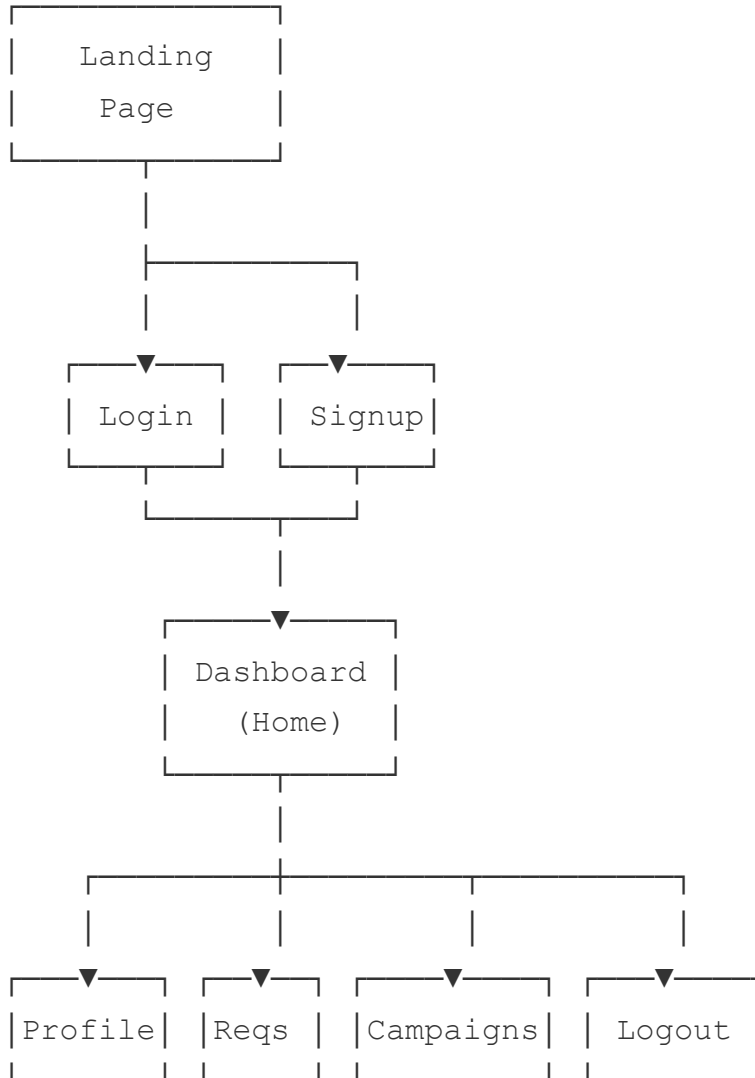 Landing
Page
Login Signup
Dashboard
(Home)
Profile Reqs Campaigns Logout